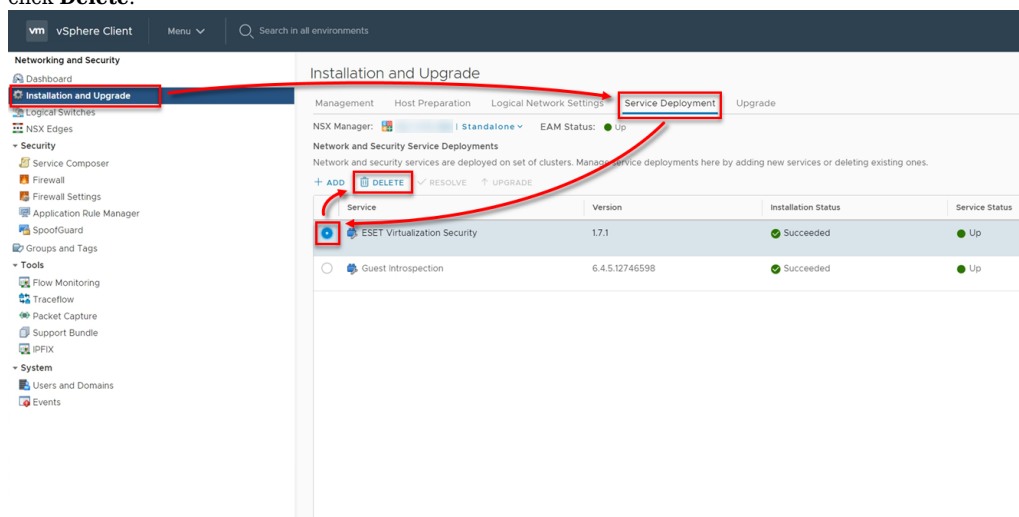 click Delete.
vm vSphere Client Menu Search in all environments
Networking and Security
Dashboard
Installation and Upgrade
Logical Switches
NSX Edges
Security
Service Composer
Firewall
Firewall Settings
Application Rule Manager
SpoofGuard
Groups and Tags
Tools
Flow Monitoring
Traceflow
Packet Capture
Support Bundle
IPFIX
System
Users and Domains
Events
Installation and Upgrade
Management Host Preparation Logical Network Settings Service Deployment Upgrade
NSX Manager: | Standalone EAM Status: Up
Network and Security Service Deployments
Network and security services are deployed on set of clusters. Manage service deployments here by adding new services or deleting existing ones.
+ ADD DELETE RESOLVE UPGRADE
Service Version Installation Status Service Status
ESET Virtualization Security 1.7.1 Succeeded Up
Guest Introspection 6.4.5.12746598 Succeeded Up